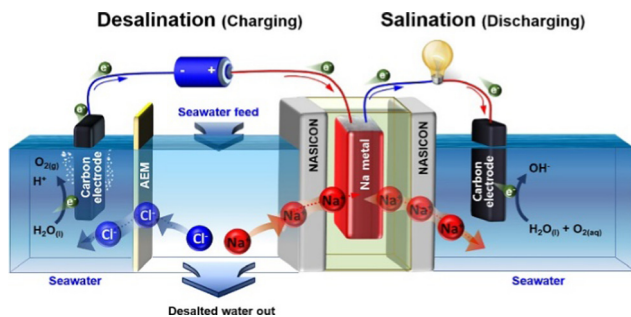 Desalination (Charging)
Salination (Discharging)
e-
e-
- +
e-
e-
e-
e-
Seawater feed
O2(g)
H+
e-
H2O(l)
Carbon
electrode
AEM
Cl-
Cl-
Cl-
Na+
Na+
Na+
NASICON
Na metal
Na+
Na+
Na+
NASICON
Carbon
electrode
OH-
e-
H2O(l) + O2(aq)
Seawater
Desalted water out
Seawater